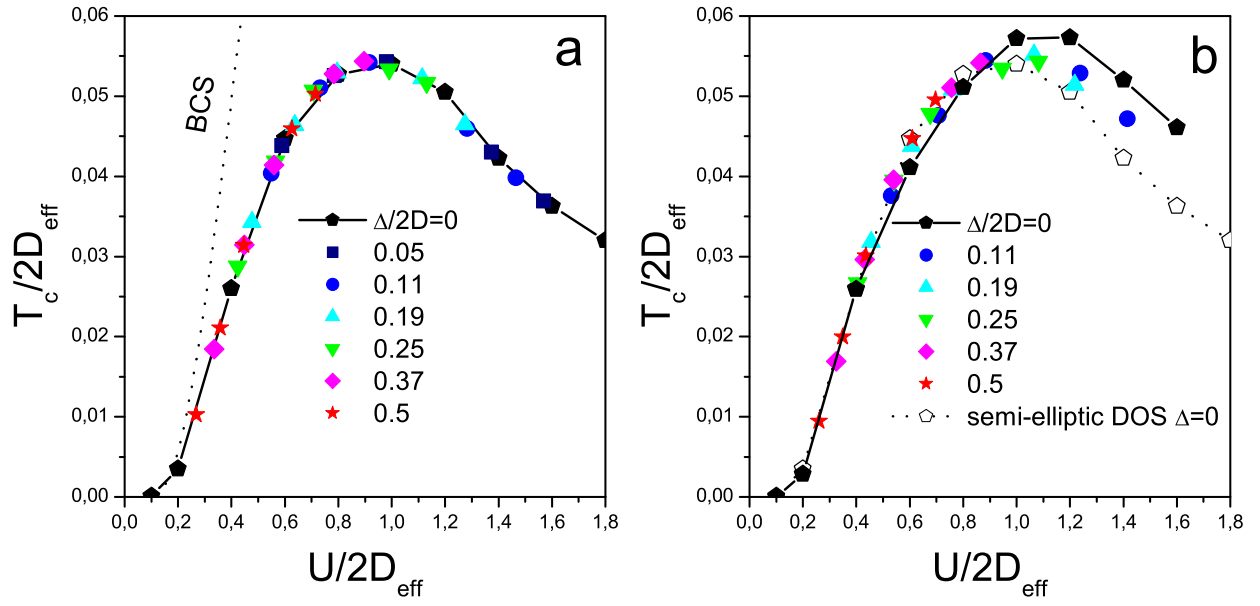 a
BCS
T_c/2D_eff
0,06
0,05
0,04
0,03
0,02
0,01
0,00
Δ/2D=0
0.05
0.11
0.19
0.25
0.37
0.5
0,0 0,2 0,4 0,6 0,8 1,0 1,2 1,4 1,6 1,8
U/2D_eff
b
T_c/2D_eff
0,06
0,05
0,04
0,03
0,02
0,01
0,00
Δ/2D=0
0.11
0.19
0.25
0.37
0.5
semi-elliptic DOS Δ=0
0,0 0,2 0,4 0,6 0,8 1,0 1,2 1,4 1,6 1,8
U/2D_eff